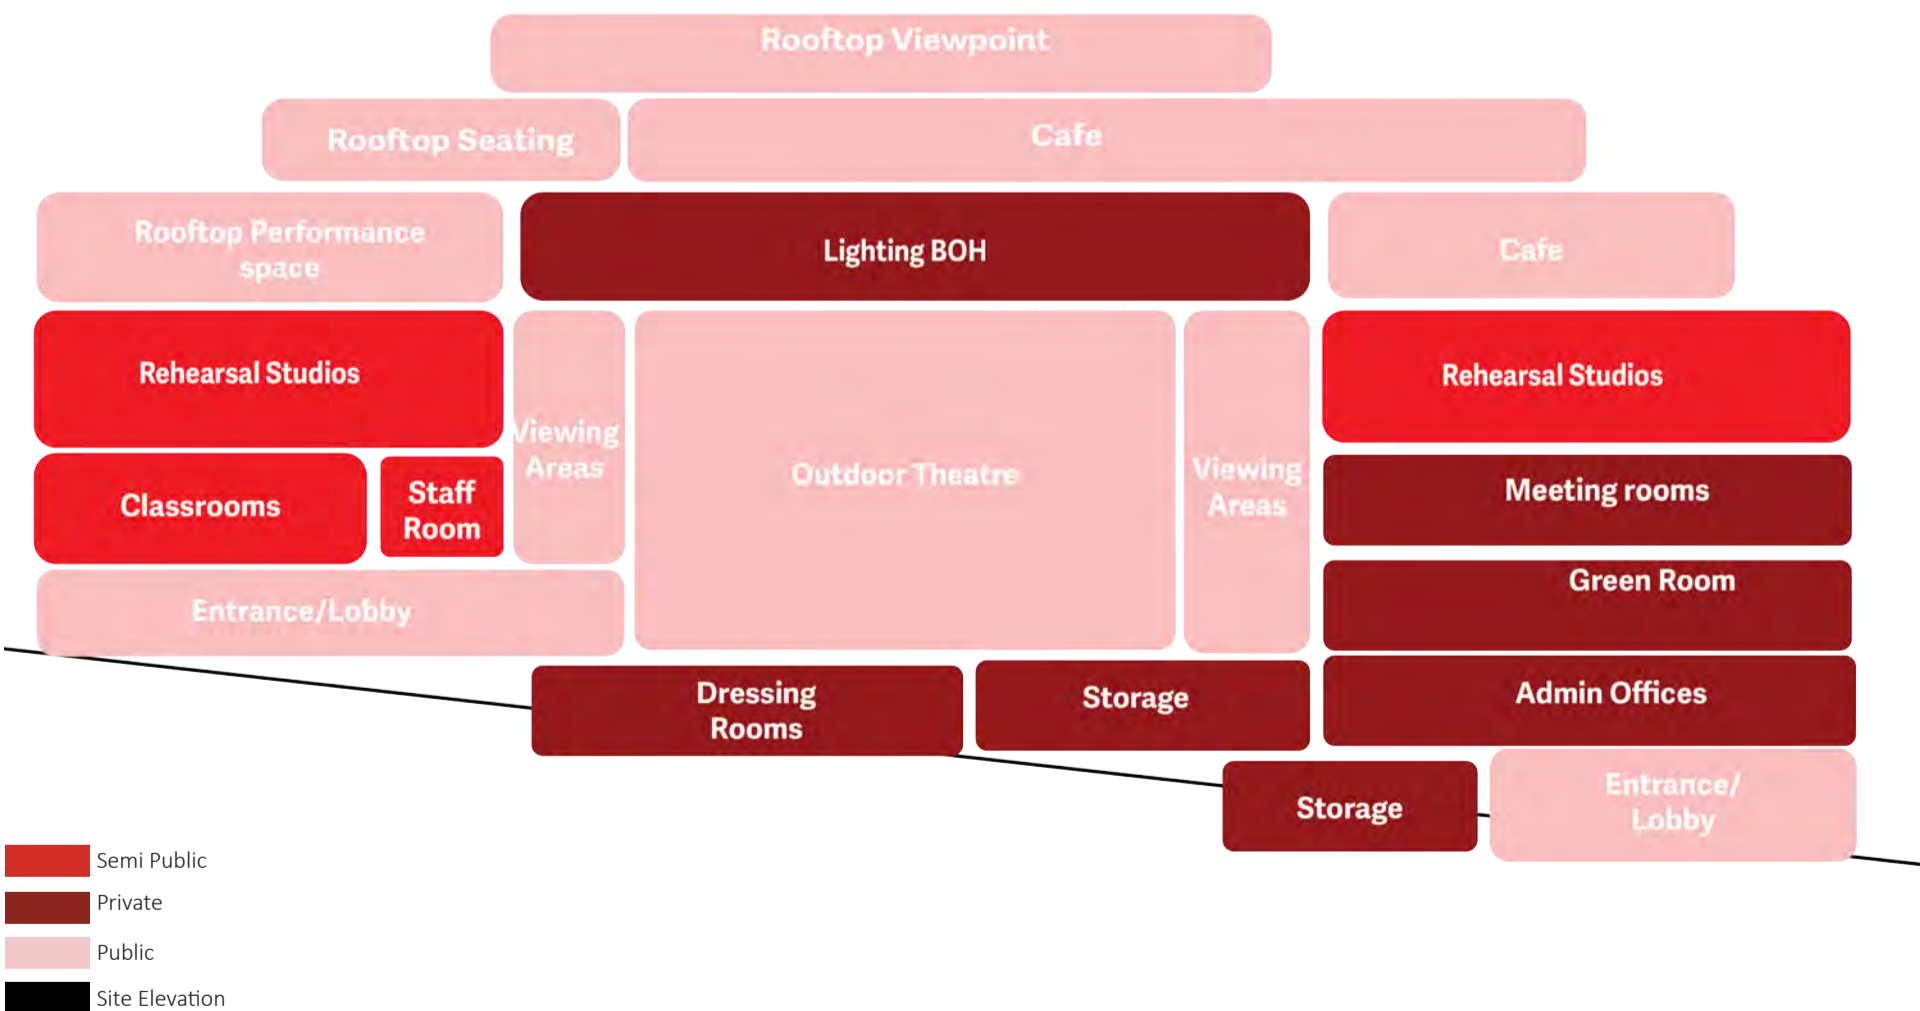 Rooftop Viewpoint
Rooftop Seating
Cafe
Rooftop Performance
space
Lighting BOH
Cafe
Rehearsal Studios
Viewing
Areas
Outdoor Theatre
Viewing
Areas
Rehearsal Studios
Classrooms
Staff
Room
Meeting rooms
Green Room
Entrance/Lobby
Dressing
Rooms
Storage
Admin Offices
Storage
Entrance/
Lobby
Semi Public
Private
Public
Site Elevation